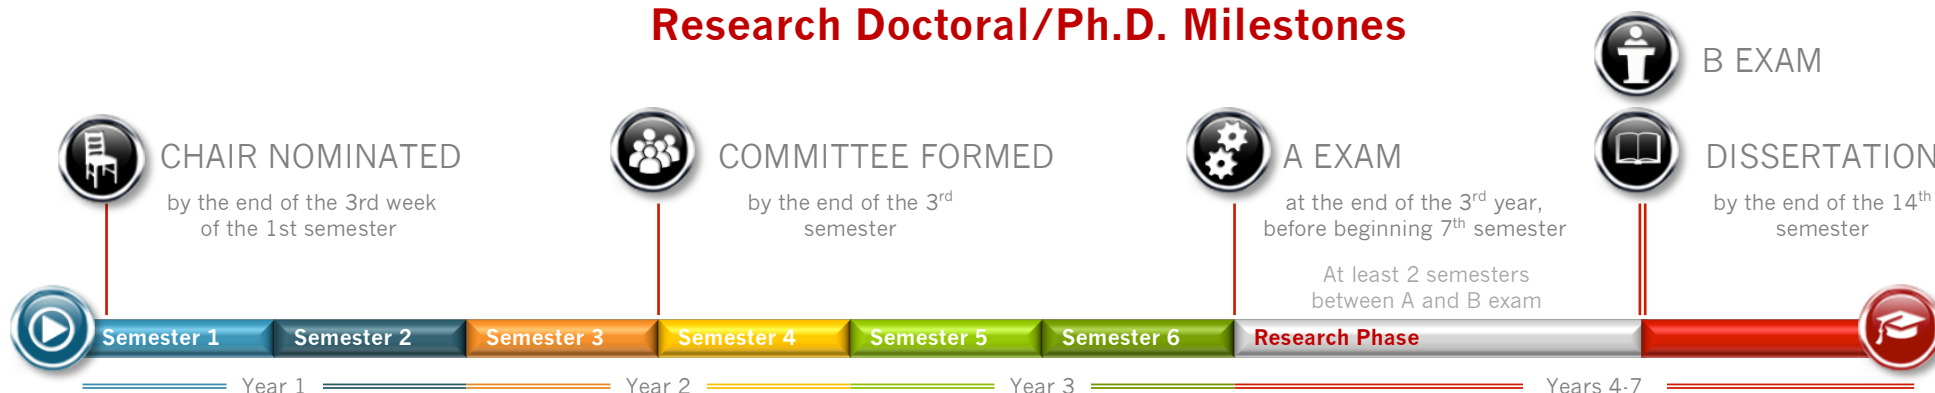 Research Doctoral/Ph.D. Milestones
B EXAM
CHAIR NOMINATED
by the end of the 3rd week
of the 1st semester
COMMITTEE FORMED
by the end of the 3rd
semester
A EXAM
at the end of the 3rd year,
before beginning 7th semester
At least 2 semesters
between A and B exam
DISSERTATION
by the end of the 14th
semester
Semester 1
Semester 2
Semester 3
Semester 4
Semester 5
Semester 6
Research Phase
Year 1
Year 2
Year 3
Years 4-7